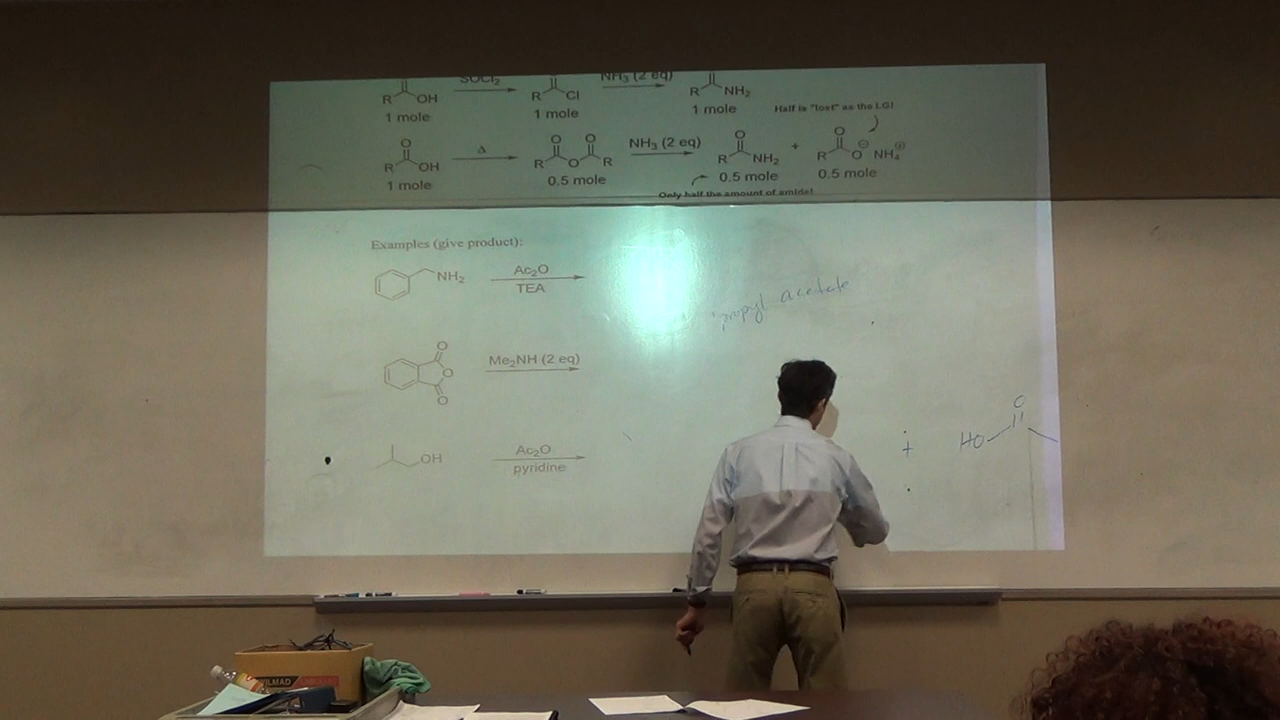 SOCl₂ NH₃ (2 eq)
R OH R Cl R NH₂
1 mole 1 mole 1 mole Half is "lost" as the LG!
O Δ O O NH₃ (2 eq) O + O
R OH R O R R NH₂ R O⊖ NH₄⊕
1 mole 0.5 mole 0.5 mole 0.5 mole
Only half the amount of amide!
Examples (give product):
NH₂ Ac₂O
TEA
propyl acetate
O
O Me₂NH (2 eq)
O
O
HO + 
OH Ac₂O
pyridine
WILMAD